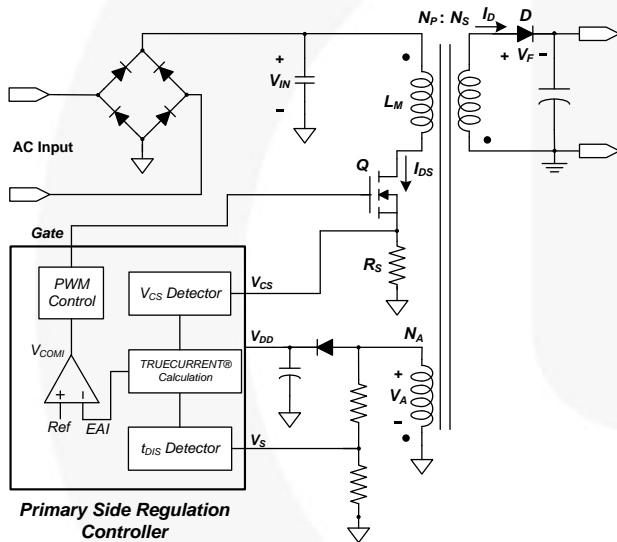 N_P : N_S
I_D
D
+ V_F -
+
V_IN
-
L_M
AC Input
Q
I_DS
Gate
R_S
PWM
Control
V_CS Detector
V_CS
V_COMI
V_DD
N_A
TRUECURRENT®
Calculation
+
V_A
-
+ -
Ref
EAI
t_DIS Detector
V_S
Primary Side Regulation
Controller